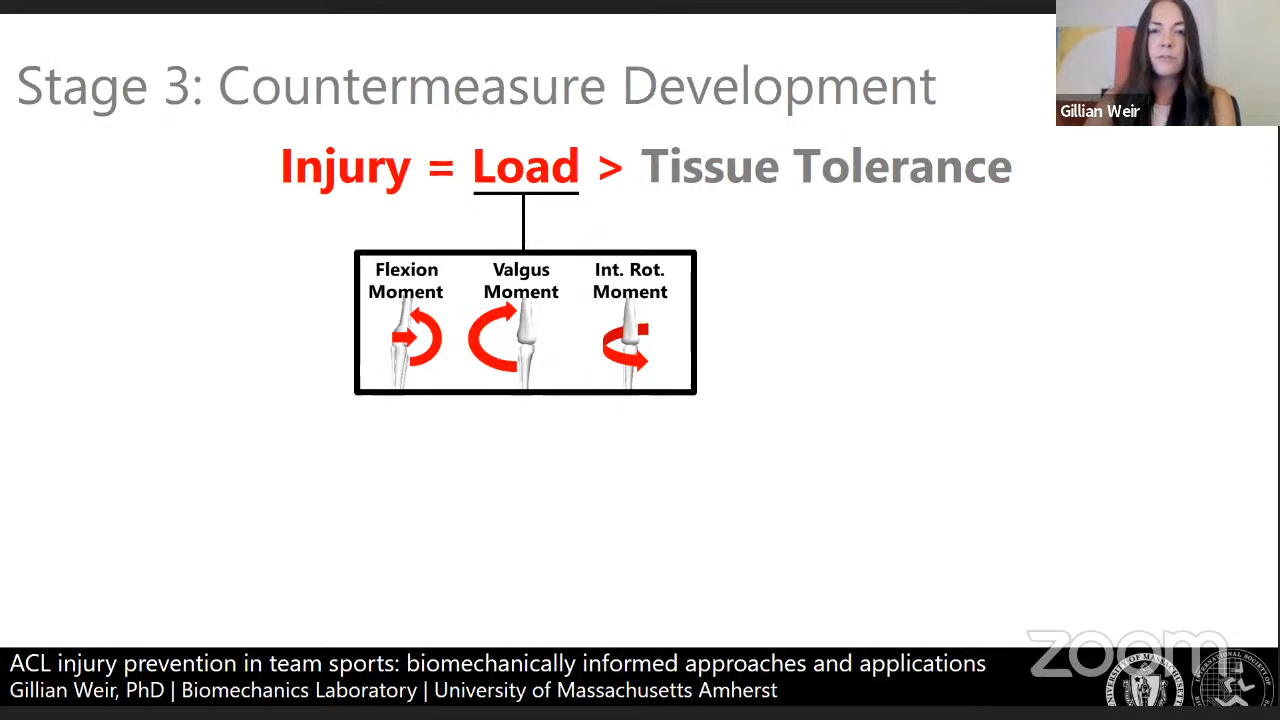 Stage 3: Countermeasure Development
Gillian Weir
Injury = Load > Tissue Tolerance
Flexion Moment
Valgus Moment
Int. Rot. Moment
zoom
ACL injury prevention in team sports: biomechanically informed approaches and applications
Gillian Weir, PhD | Biomechanics Laboratory | University of Massachusetts Amherst